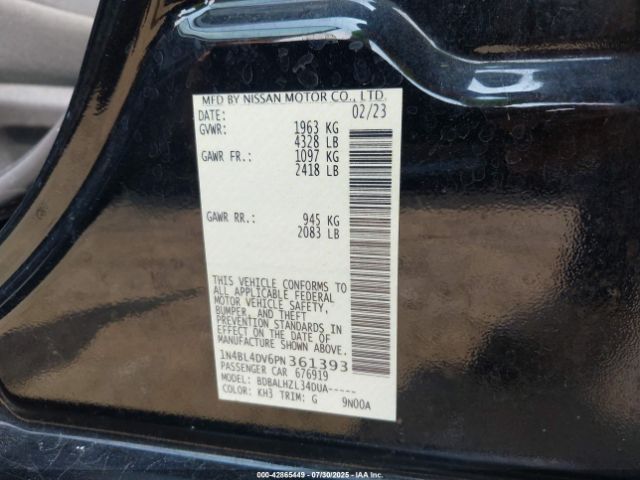 MFD BY NISSAN MOTOR CO., LTD.
DATE: 02/23
GVWR: 1963 KG
4328 LB
GAWR FR.: 1097 KG
2418 LB
GAWR RR.: 945 KG
2083 LB
THIS VEHICLE CONFORMS TO
ALL APPLICABLE FEDERAL
MOTOR VEHICLE SAFETY,
BUMPER, AND THEFT
PREVENTION STANDARDS IN
EFFECT ON THE DATE OF
MANUFACTURE SHOWN ABOVE.
1N4BL4DV6PN361393
PASSENGER CAR 676919
MODEL: BDBALHZL34DUA-----
COLOR: KH3 TRIM: G 9N00A
000-42865449 - 07/30/2025 - IAAI, Inc.